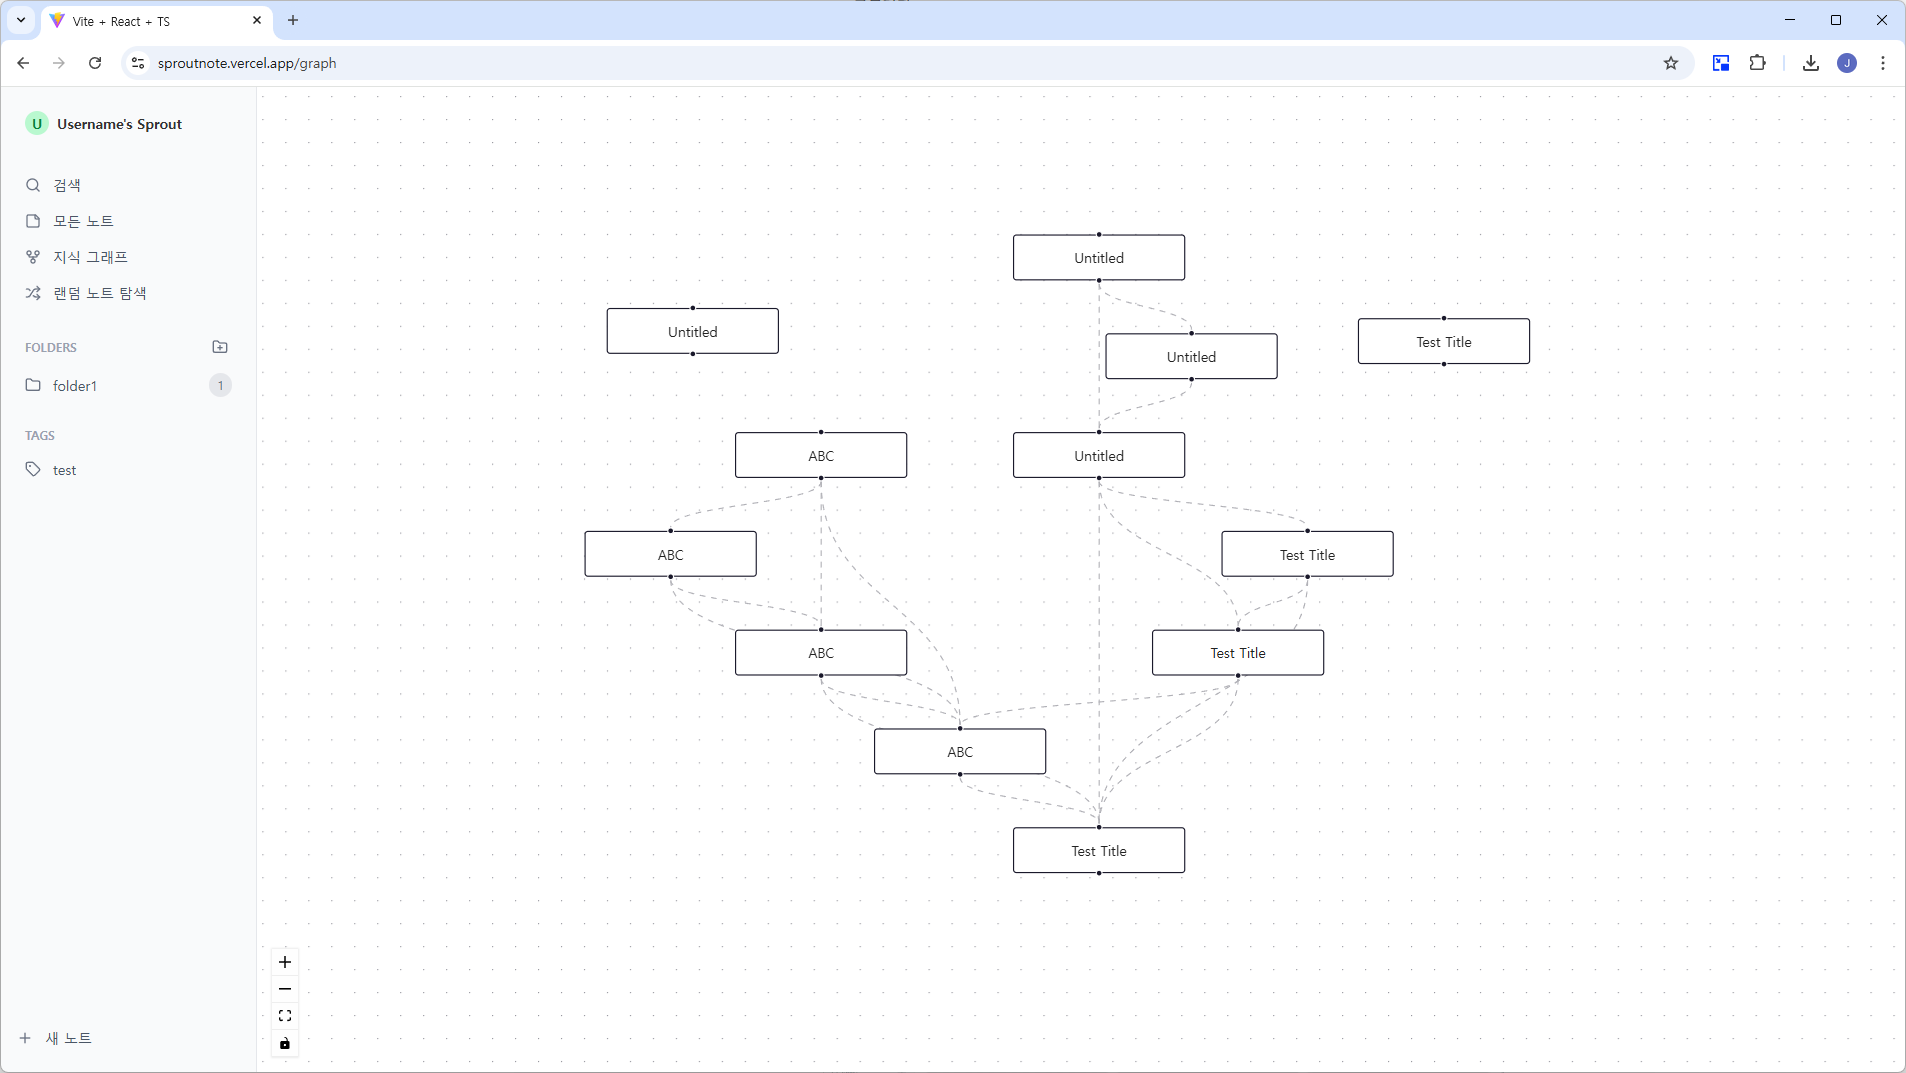 Vite + React + TS
sproutnote.vercel.app/graph
J
U Username's Sprout
검색
모든 노트
지식 그래프
랜덤 노트 탐색
FOLDERS
folder1 1
TAGS
test
새 노트
Untitled
Untitled
Untitled
Test Title
ABC
Untitled
ABC
Test Title
ABC
Test Title
ABC
Test Title